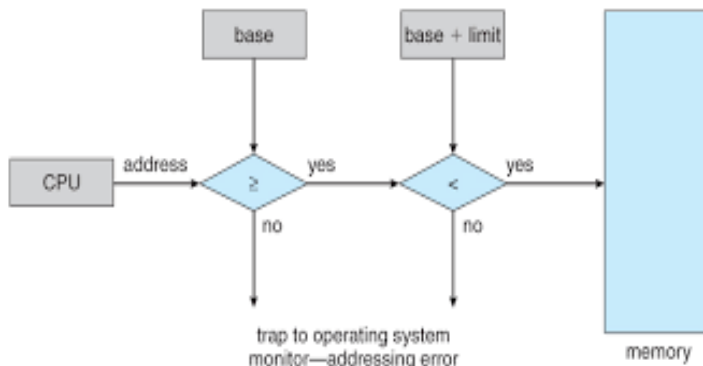 base
base + limit
address
yes
yes
CPU
≥
<
no
no
trap to operating system
monitor—addressing error
memory